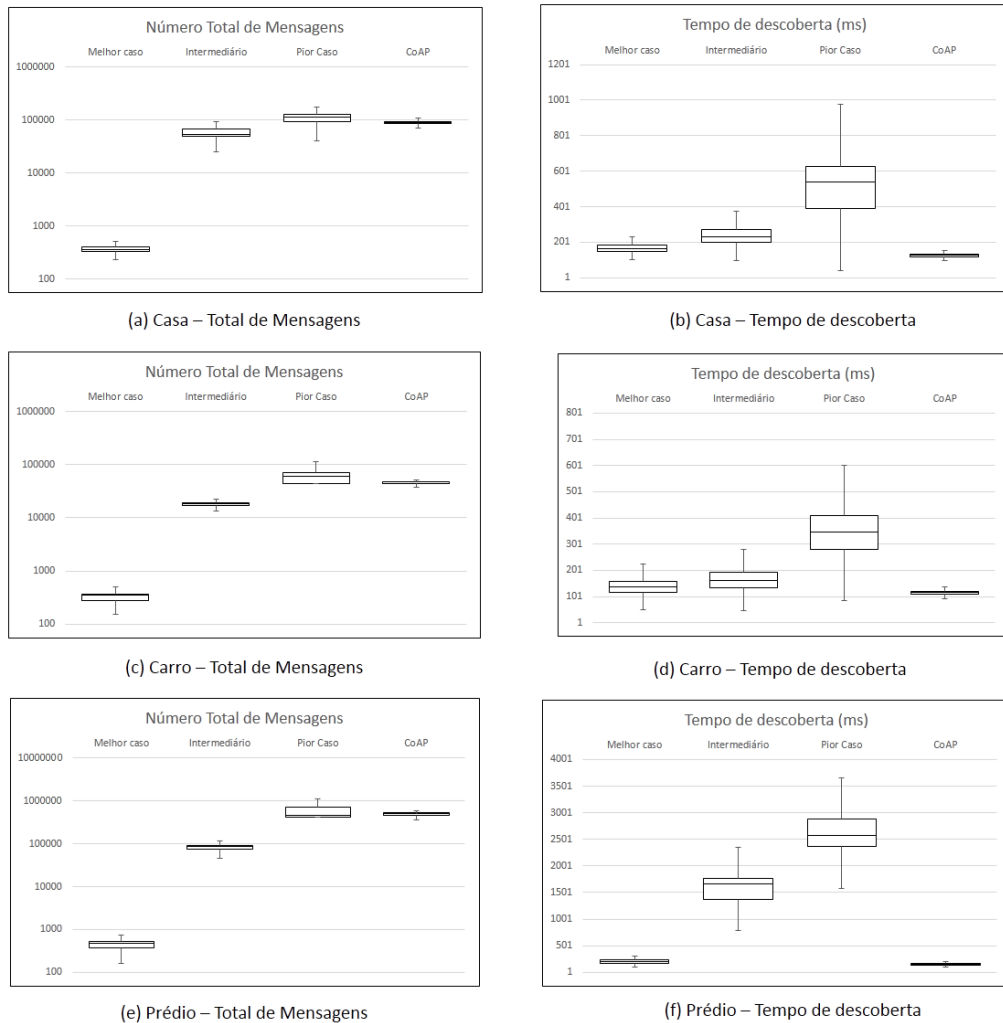 Número Total de Mensagens
Melhor caso Intermediário Pior Caso CoAP
1000000
100000
10000
1000
100
(a) Casa – Total de Mensagens
Tempo de descoberta (ms)
Melhor caso Intermediário Pior Caso CoAP
1201
1001
801
601
401
201
1
(b) Casa – Tempo de descoberta
Número Total de Mensagens
Melhor caso Intermediário Pior Caso CoAP
1000000
100000
10000
1000
100
(c) Carro – Total de Mensagens
Tempo de descoberta (ms)
Melhor caso Intermediário Pior Caso CoAP
801
701
601
501
401
301
201
101
1
(d) Carro – Tempo de descoberta
Número Total de Mensagens
Melhor caso Intermediário Pior Caso CoAP
10000000
1000000
100000
10000
1000
100
(e) Prédio – Total de Mensagens
Tempo de descoberta (ms)
Melhor caso Intermediário Pior Caso CoAP
4001
3501
3001
2501
2001
1501
1001
501
1
(f) Prédio – Tempo de descoberta